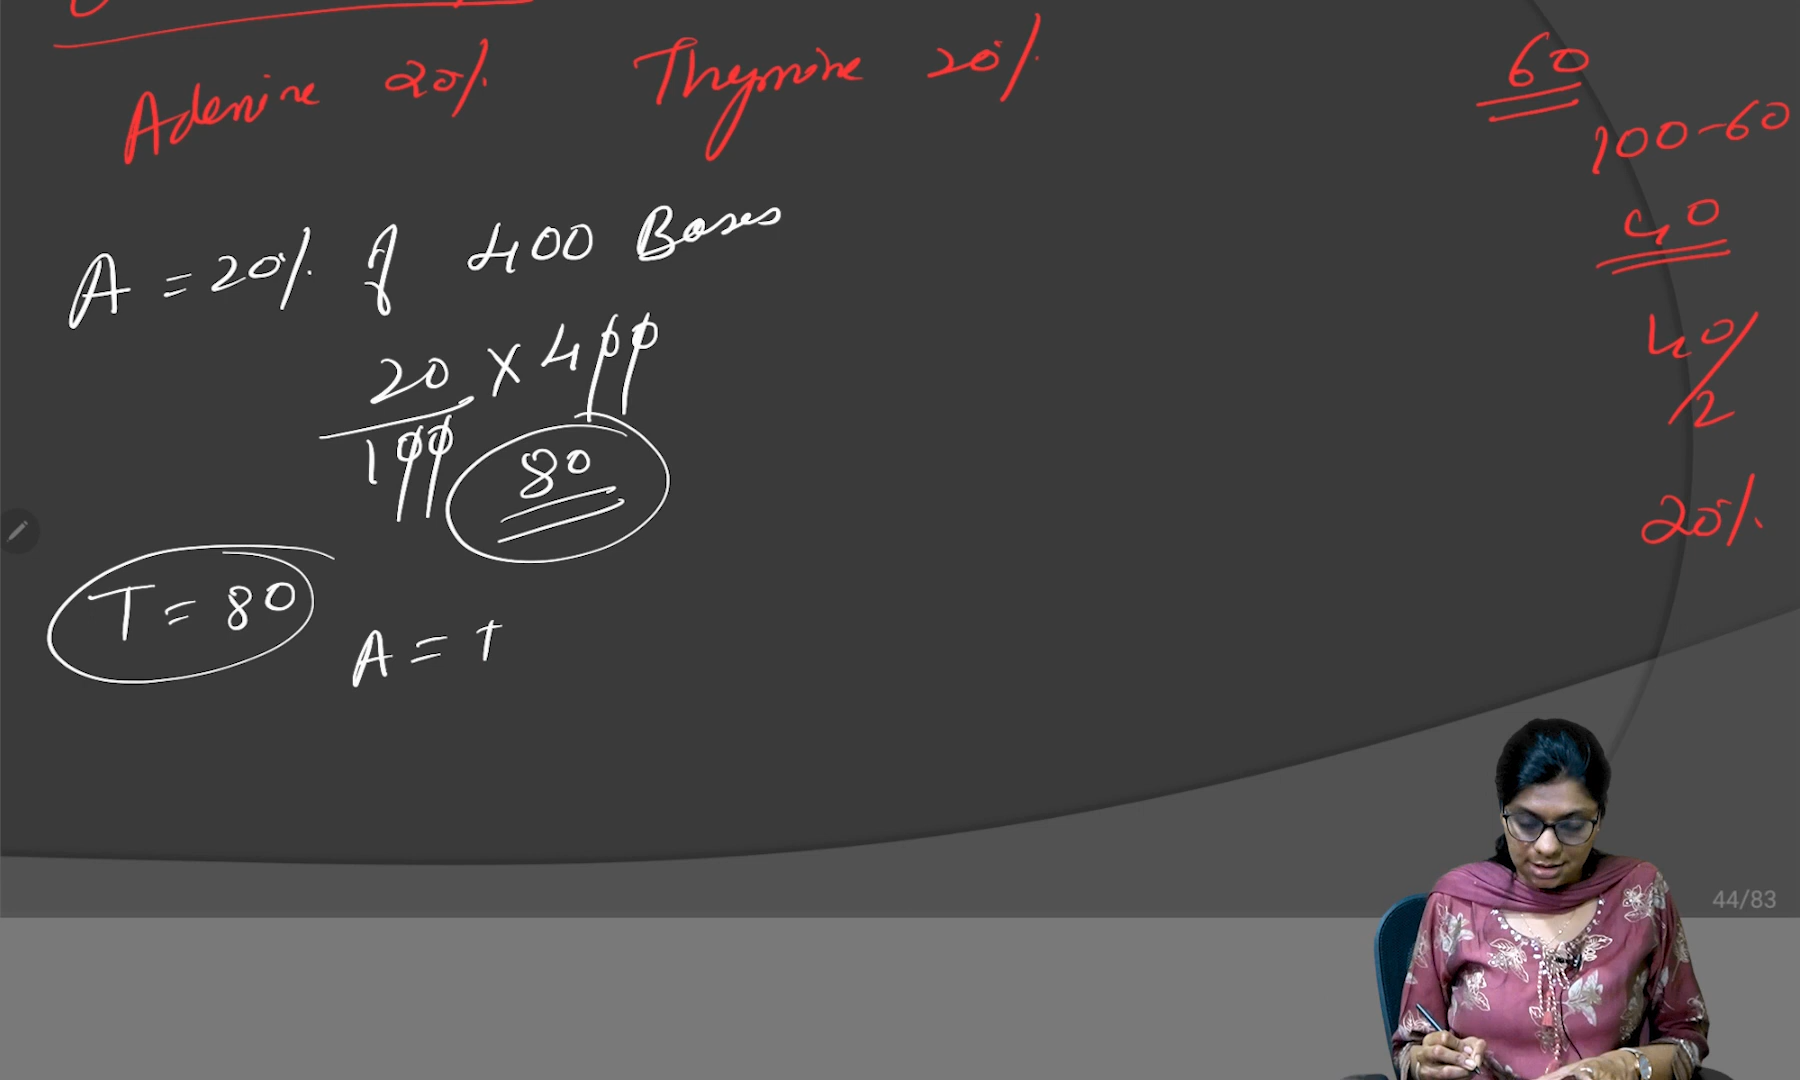 Adenine 20% Thymine 20%
60
100-60
40
A = 20% of 400 Bases
20 x 400
100
80
40/2
20%
T = 80
A = T
44/83